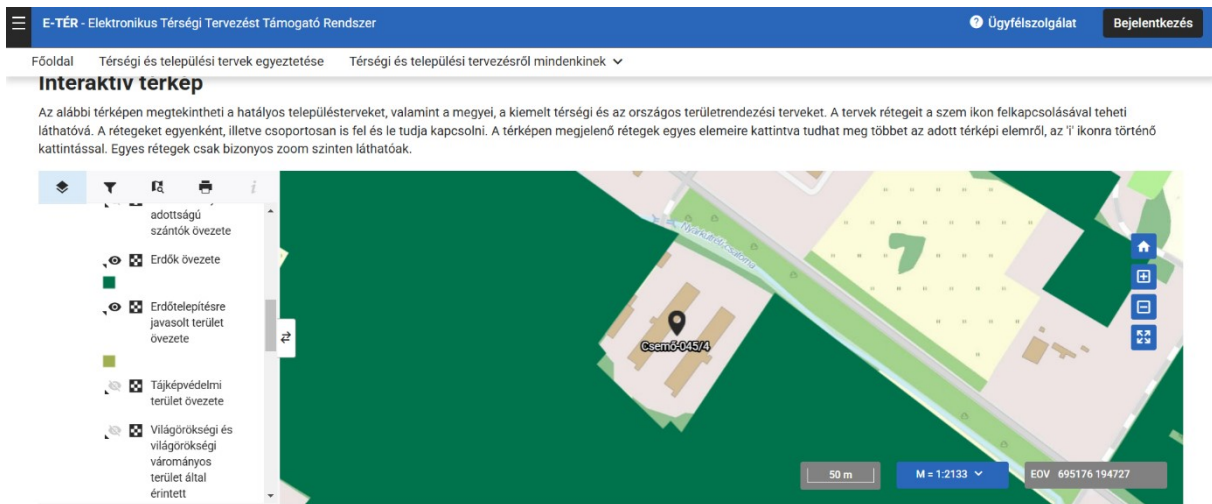 E-TÉR - Elektronikus Térségi Tervezést Támogató Rendszer
Ügyfélszolgálat
Bejelentkezés
Főoldal
Térségi és települési tervek egyeztetése
Térségi és települési tervezésről mindenkinek
Interaktív térkép
Az alábbi térképen megtekintheti a hatályos településterveket, valamint a megyei, a kiemelt térségi és az országos területrendezési terveket. A tervek rétegeit a szem ikon felkapcsolásával teheti
láthatóvá. A rétegeket egyenként, illetve csoportosan is fel és le tudja kapcsolni. A térképen megjelenő rétegek egyes elemeire kattintva tudhat meg többet az adott térképi elemről, az 'i' ikonra történő
kattintással. Egyes rétegek csak bizonyos zoom szinten láthatóak.
i
adottságú
szántók övezete
Erdők övezete
Erdőtelepítésre
javasolt terület
övezete
Tájképvédelmi
terület övezete
Világörökségi és
világörökségi
várományos
terület által
érintett
Csemő-045/4
50 m
M = 1:2133
EOV 695176 194727